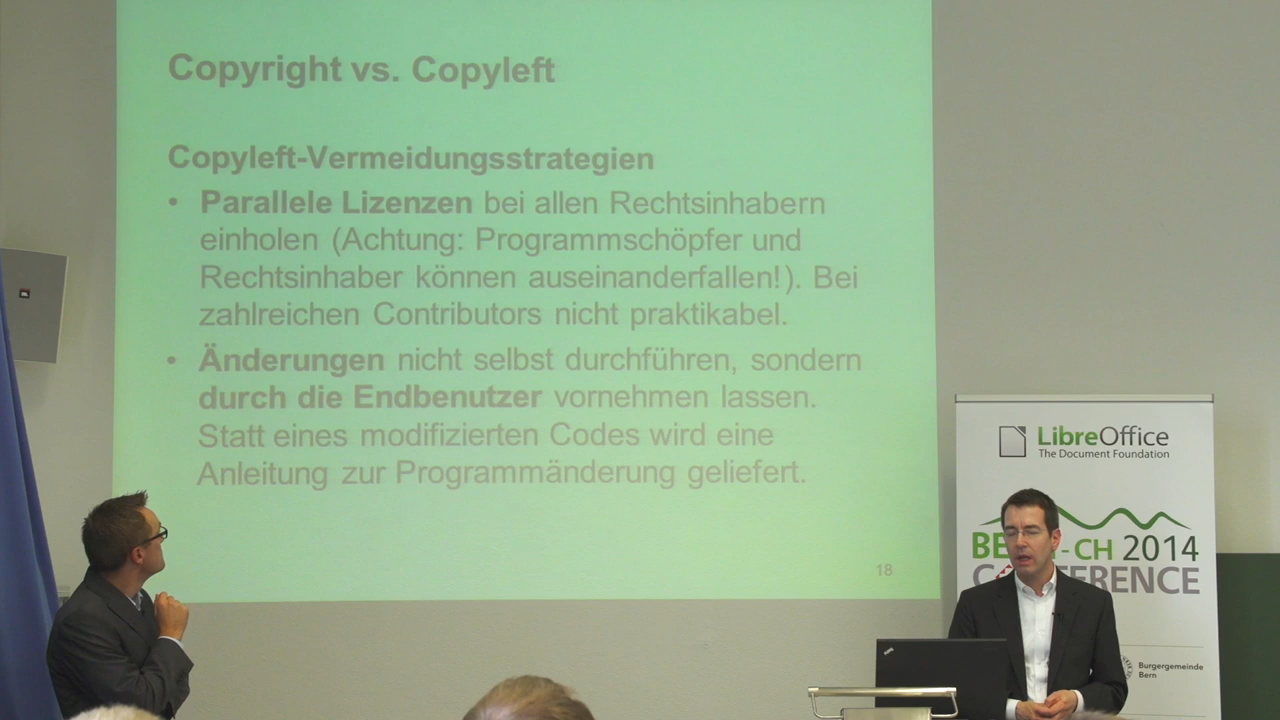 Copyright vs. Copyleft
Copyleft-Vermeidungsstrategien
• Parallele Lizenzen bei allen Rechtsinhabern
einholen (Achtung: Programmschöpfer und
Rechtsinhaber können auseinanderfallen!). Bei
zahlreichen Contributors nicht praktikabel.
• Änderungen nicht selbst durchführen, sondern
durch die Endbenutzer vornehmen lassen.
Statt eines modifizierten Codes wird eine
Anleitung zur Programmänderung geliefert.
18
LibreOffice
The Document Foundation
CH 2014
Burgergemeinde
Bern